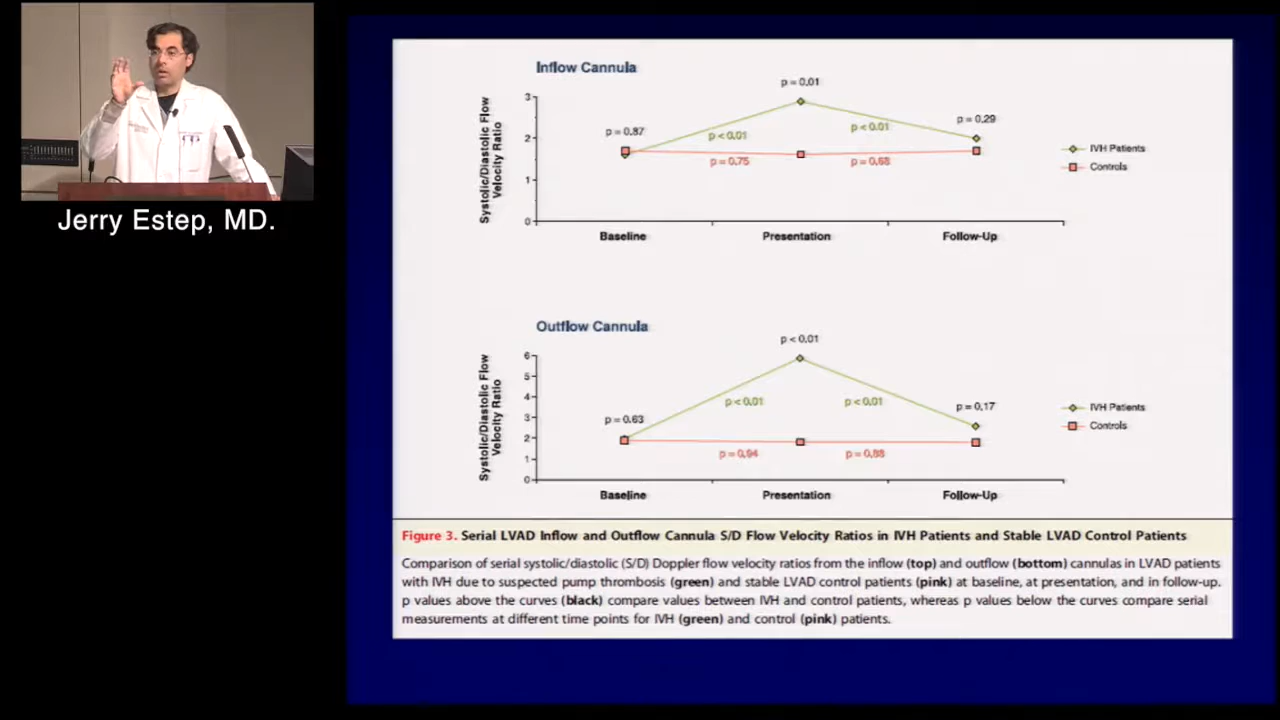 Jerry Estep, MD.
Inflow Cannula
Systolic/Diastolic Flow
Velocity Ratio
3
2
1
0
p = 0.87
p = 0.01
p = 0.29
p < 0.01
p < 0.01
p = 0.75
p = 0.68
IVH Patients
Controls
Baseline
Presentation
Follow-Up
Outflow Cannula
Systolic/Diastolic Flow
Velocity Ratio
6
5
4
3
2
1
0
p = 0.63
p < 0.01
p = 0.17
p < 0.01
p < 0.01
p = 0.94
p = 0.88
IVH Patients
Controls
Baseline
Presentation
Follow-Up
Figure 3. Serial LVAD Inflow and Outflow Cannula S/D Flow Velocity Ratios in IVH Patients and Stable LVAD Control Patients
Comparison of serial systolic/diastolic (S/D) Doppler flow velocity ratios from the inflow (top) and outflow (bottom) cannulas in LVAD patients
with IVH due to suspected pump thrombosis (green) and stable LVAD control patients (pink) at baseline, at presentation, and in follow-up.
p values above the curves (black) compare values between IVH and control patients, whereas p values below the curves compare serial
measurements at different time points for IVH (green) and control (pink) patients.